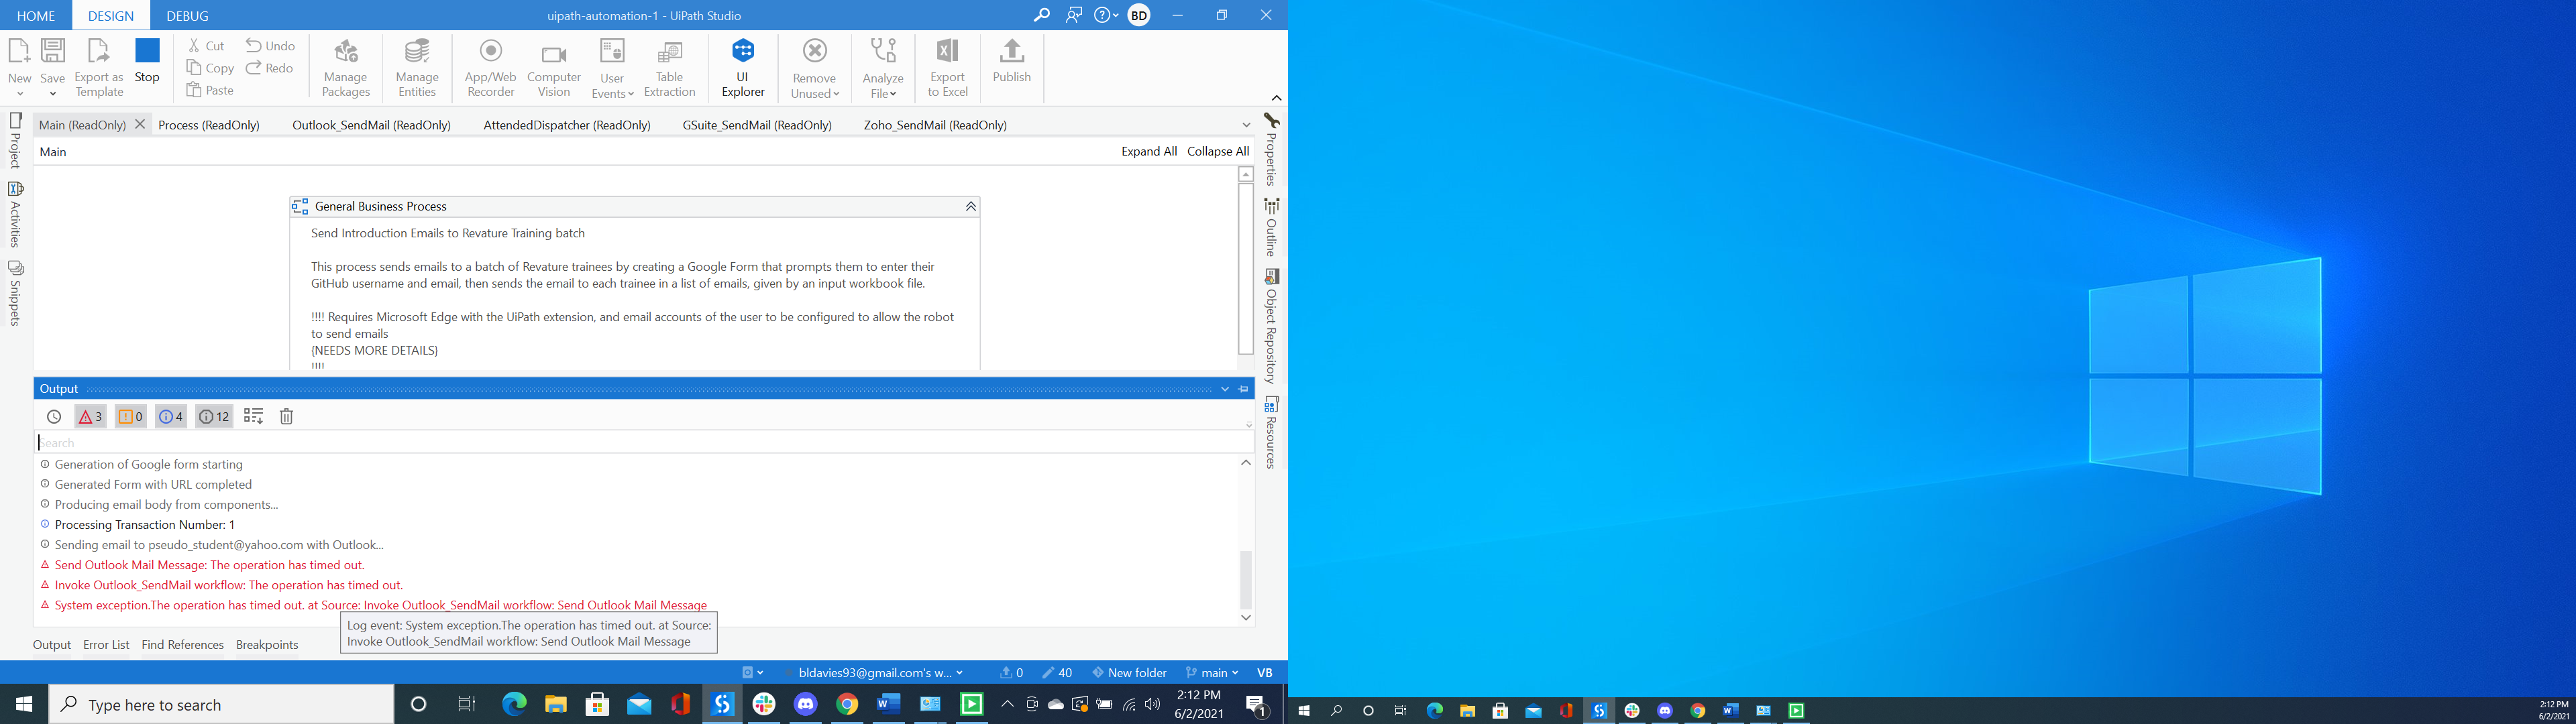 HOME DESIGN DEBUG uipath-automation-1 - UiPath Studio BD
New Save Export as Template Stop Cut Copy Paste Undo Redo Manage Packages Manage Entities App/Web Recorder Computer Vision User Events Table Extraction UI Explorer Remove Unused Analyze File Export to Excel Publish
Main (ReadOnly) Process (ReadOnly) Outlook_SendMail (ReadOnly) AttendedDispatcher (ReadOnly) GSuite_SendMail (ReadOnly) Zoho_SendMail (ReadOnly)
Main Expand All Collapse All
Project
Activities
Snippets
General Business Process
Send Introduction Emails to Revature Training batch
This process sends emails to a batch of Revature trainees by creating a Google Form that prompts them to enter their
GitHub username and email, then sends the email to each trainee in a list of emails, given by an input workbook file.
!!!! Requires Microsoft Edge with the UiPath extension, and email accounts of the user to be configured to allow the robot
to send emails
{NEEDS MORE DETAILS}
!!!!
Properties
Outline
Object Repository
Resources
Output
3 0 4 12
Search
Generation of Google form starting
Generated Form with URL completed
Producing email body from components...
Processing Transaction Number: 1
Sending email to pseudo_student@yahoo.com with Outlook...
Send Outlook Mail Message: The operation has timed out.
Invoke Outlook_SendMail workflow: The operation has timed out.
System exception.The operation has timed out. at Source: Invoke Outlook_SendMail workflow: Send Outlook Mail Message
Log event: System exception.The operation has timed out. at Source:
Invoke Outlook_SendMail workflow: Send Outlook Mail Message
Output Error List Find References Breakpoints
bldavies93@gmail.com's w... 0 40 New folder main VB
Type here to search
2:12 PM
6/2/2021
1
2:12 PM
6/2/2021